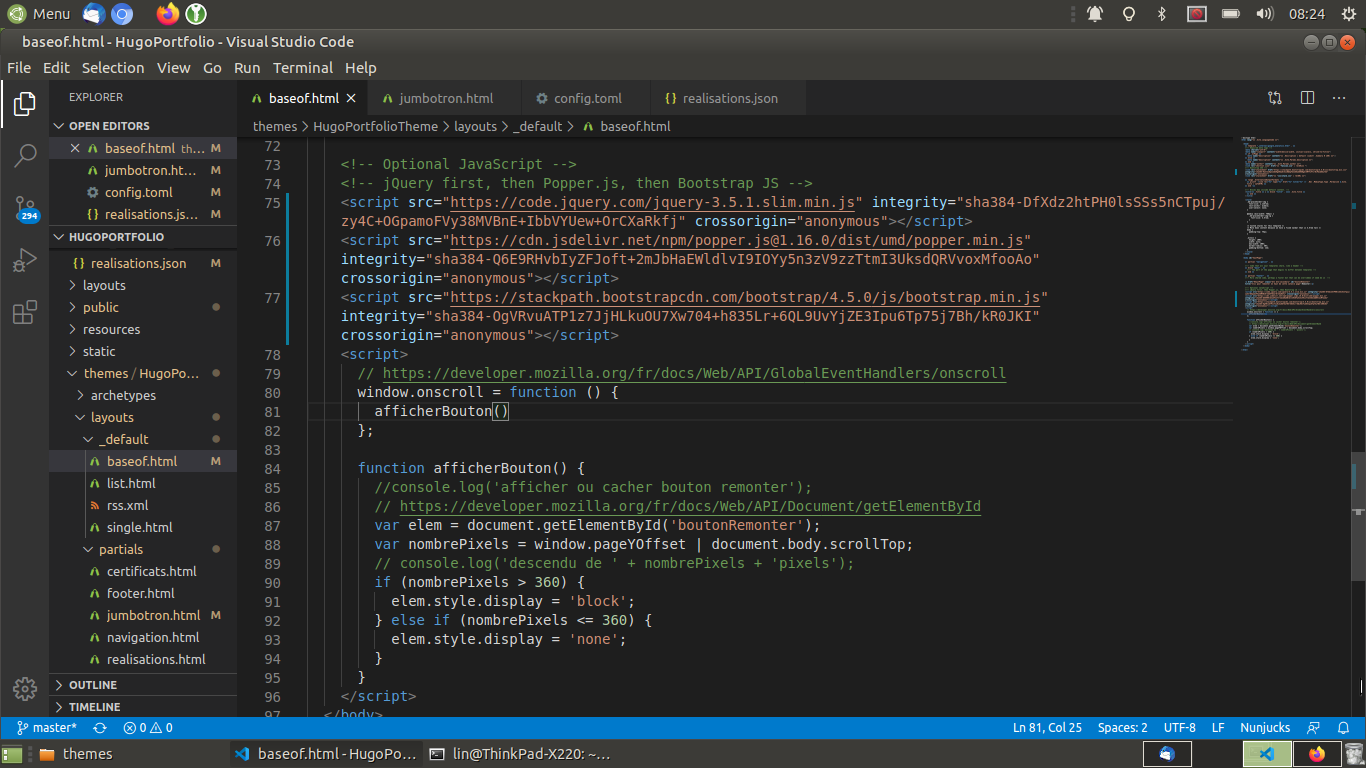 Menu
08:24
baseof.html - HugoPortfolio - Visual Studio Code
File Edit Selection View Go Run Terminal Help
EXPLORER
OPEN EDITORS
baseof.html th... M
jumbotron.ht... M
config.toml M
realisations.js... M
294
HUGOPORTFOLIO
realisations.json M
layouts
public
resources
static
themes / HugoPo...
archetypes
layouts
_default
baseof.html M
list.html
rss.xml
single.html
partials
certificats.html
footer.html
jumbotron.html M
navigation.html
realisations.html
OUTLINE
TIMELINE
baseof.html
jumbotron.html
config.toml
{} realisations.json
themes > HugoPortfolioTheme > layouts > _default > baseof.html
72
73 <!-- Optional JavaScript -->
74 <!-- jQuery first, then Popper.js, then Bootstrap JS -->
75 <script src="https://code.jquery.com/jquery-3.5.1.slim.min.js" integrity="sha384-DfXdz2htPH0lsSSs5nCTpuj/
zy4C+OGpamoFVy38MVBnE+IbbVYUew+OrCXaRkfj" crossorigin="anonymous"></script>
76 <script src="https://cdn.jsdelivr.net/npm/popper.js@1.16.0/dist/umd/popper.min.js"
integrity="sha384-Q6E9RHvbIyZFJoft+2mJbHaEWldlvI9IOYy5n3zV9zzTtmI3UksdQRVvoxMfooAo"
crossorigin="anonymous"></script>
77 <script src="https://stackpath.bootstrapcdn.com/bootstrap/4.5.0/js/bootstrap.min.js"
integrity="sha384-OgVRvuATP1z7JjHLkuOU7Xw704+h835Lr+6QL9UvYjZE3Ipu6Tp75j7Bh/kR0JKI"
crossorigin="anonymous"></script>
78 <script>
79 // https://developer.mozilla.org/fr/docs/Web/API/GlobalEventHandlers/onscroll
80 window.onscroll = function () {
81 afficherBouton()
82 };
83
84 function afficherBouton() {
85 //console.log('afficher ou cacher bouton remonter');
86 // https://developer.mozilla.org/fr/docs/Web/API/Document/getElementById
87 var elem = document.getElementById('boutonRemonter');
88 var nombrePixels = window.pageYOffset | document.body.scrollTop;
89 // console.log('descendu de ' + nombrePixels + 'pixels');
90 if (nombrePixels > 360) {
91 elem.style.display = 'block';
92 } else if (nombrePixels <= 360) {
93 elem.style.display = 'none';
94 }
95 }
96 </script>
97 </body>
master* 0 0 Ln 81, Col 25 Spaces: 2 UTF-8 LF Nunjucks
themes
baseof.html - HugoPo...
lin@ThinkPad-X220: ~...